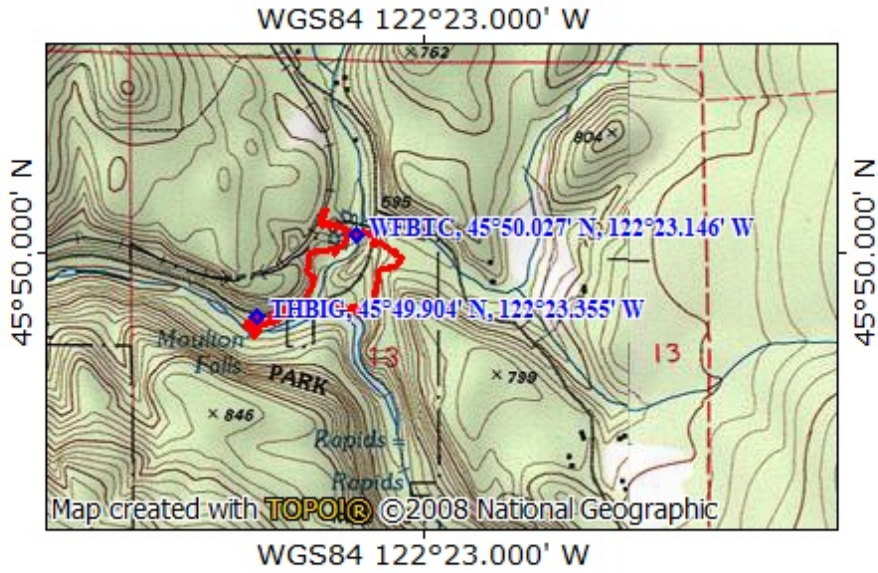 WGS84 122°23.000' W
762
804
595
WFBTC, 45°50.027' N, 122°23.146' W
45°50.000' N
45°50.000' N
THBIG, 45°49.904' N, 122°23.355' W
Moulton
Falls
13
13
PARK
799
846
Rapids
Rapids
Map created with TOPO!® ©2008 National Geographic
WGS84 122°23.000' W